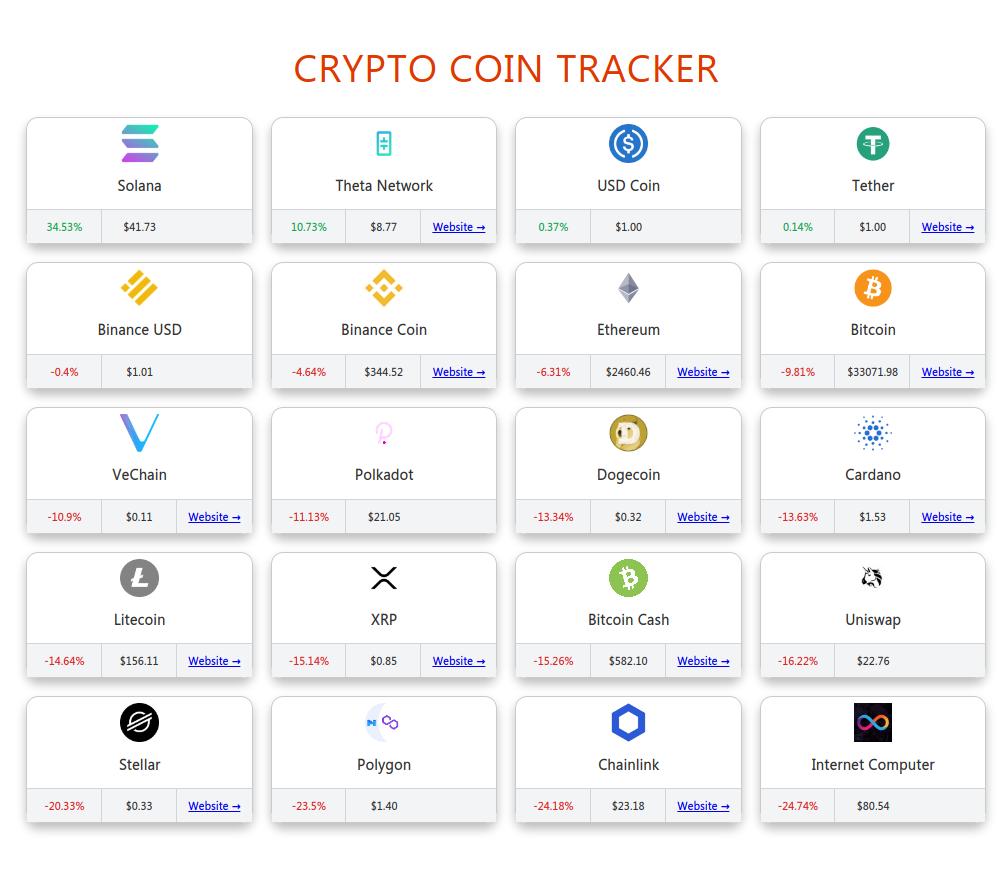 CRYPTO COIN TRACKER
Solana
34.53% $41.73
Theta Network
10.73% $8.77 Website →
USD Coin
0.37% $1.00
Tether
0.14% $1.00 Website →
Binance USD
-0.4% $1.01
Binance Coin
-4.64% $344.52 Website →
Ethereum
-6.31% $2460.46 Website →
Bitcoin
-9.81% $33071.98 Website →
VeChain
-10.9% $0.11 Website →
Polkadot
-11.13% $21.05
Dogecoin
-13.34% $0.32 Website →
Cardano
-13.63% $1.53 Website →
Litecoin
-14.64% $156.11 Website →
XRP
-15.14% $0.85 Website →
Bitcoin Cash
-15.26% $582.10 Website →
Uniswap
-16.22% $22.76
Stellar
-20.33% $0.33 Website →
Polygon
-23.5% $1.40
Chainlink
-24.18% $23.18 Website →
Internet Computer
-24.74% $80.54